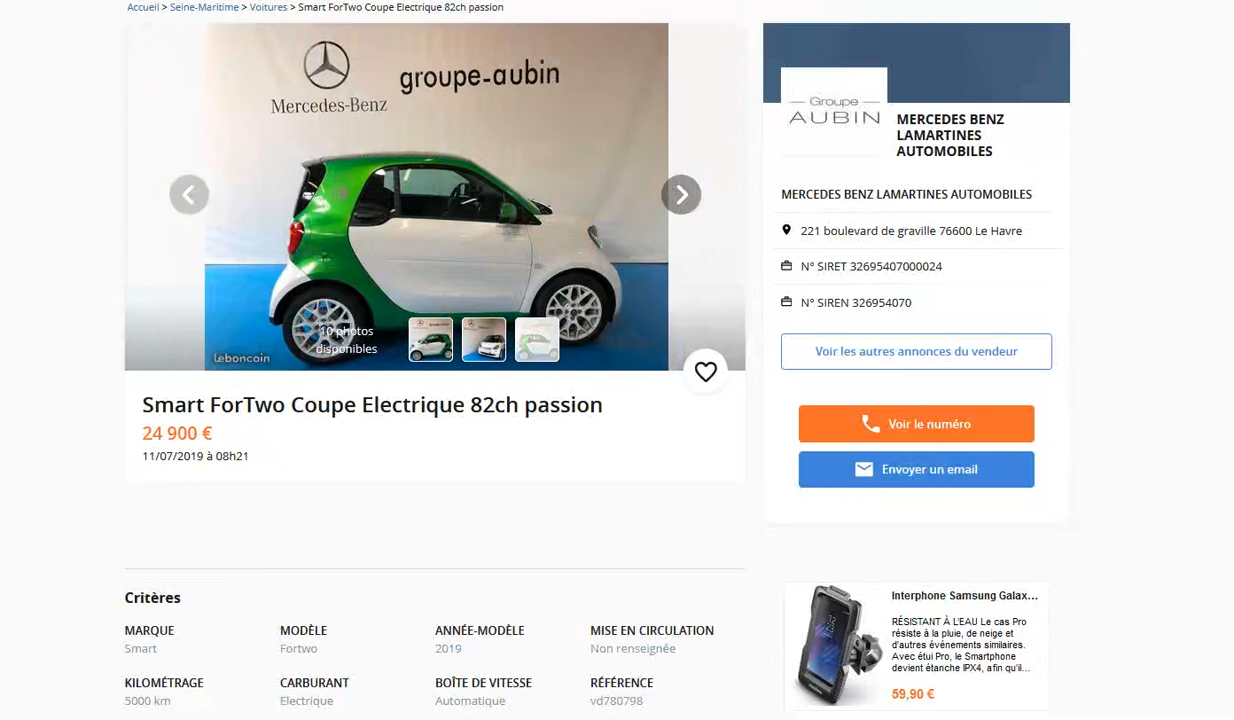 Accueil > Seine-Maritime > Voitures > Smart ForTwo Coupe Electrique 82ch passion
Mercedes-Benz
groupe-aubin
10 photos
disponibles
leboncoin
Smart ForTwo Coupe Electrique 82ch passion
24 900 €
11/07/2019 à 08h21
Groupe
AUBIN
MERCEDES BENZ
LAMARTINES
AUTOMOBILES
MERCEDES BENZ LAMARTINES AUTOMOBILES
221 boulevard de graville 76600 Le Havre
N° SIRET 32695407000024
N° SIREN 326954070
Voir les autres annonces du vendeur
Voir le numéro
Envoyer un email
Critères
MARQUE
Smart
MODÈLE
Fortwo
ANNÉE-MODÈLE
2019
MISE EN CIRCULATION
Non renseignée
KILOMÉTRAGE
5000 km
CARBURANT
Electrique
BOÎTE DE VITESSE
Automatique
RÉFÉRENCE
vd780798
Interphone Samsung Galax...
RÉSISTANT À L'EAU Le cas Pro
résiste à la pluie, de neige et
d'autres événements similaires.
Avec étui Pro, le Smartphone
devient étanche IPX4, afin qu'il...
59,90 €